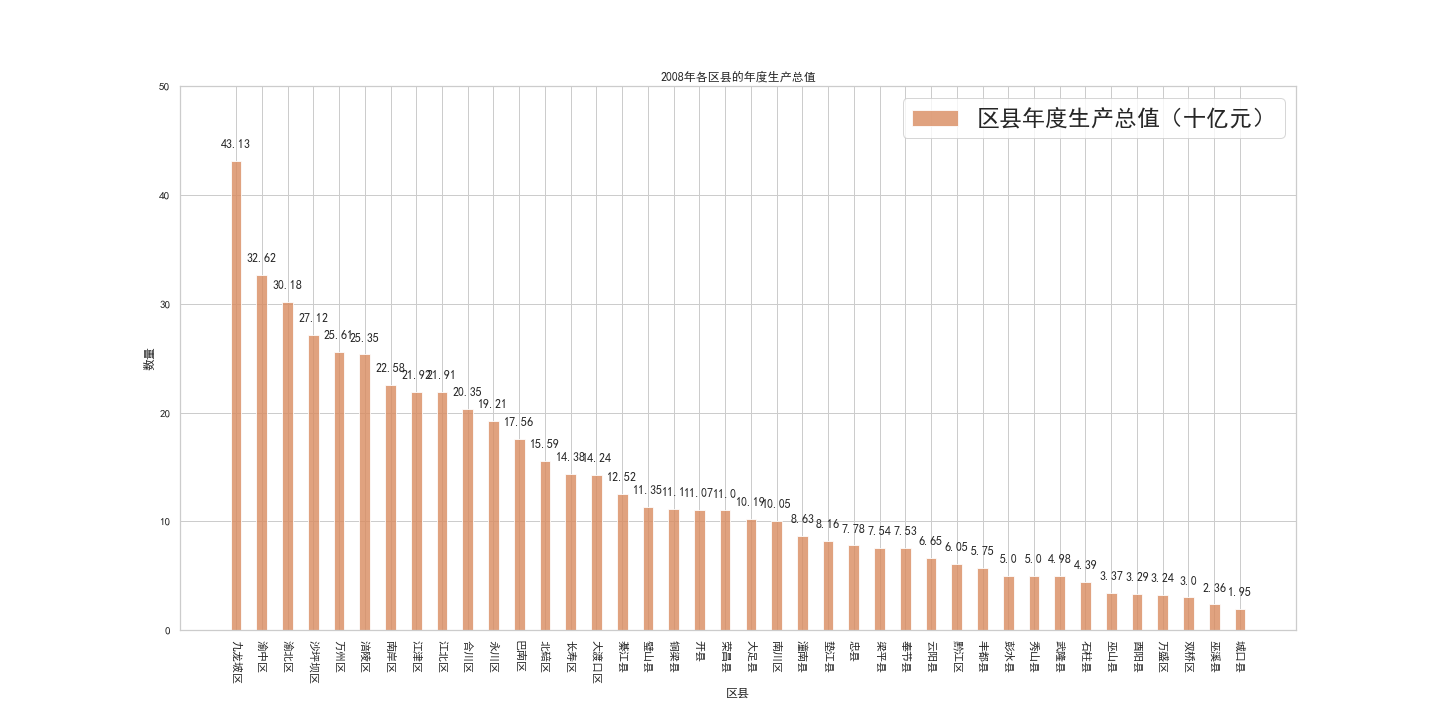 2008年各区县的年度生产总值
区县年度生产总值（十亿元）
数量
50
40
30
20
10
0
43.13
32.62
30.18
27.12
25.61
25.35
22.58
21.92
21.91
20.35
19.21
17.56
15.59
14.38
14.24
12.52
11.35
11.1
11.07
11.0
10.19
10.05
8.63
8.16
7.78
7.54
7.53
6.65
6.05
5.75
5.0
5.0
4.98
4.39
3.37
3.29
3.24
3.0
2.36
1.95
九龙坡区
渝中区
渝北区
沙坪坝区
万州区
涪陵区
南岸区
江津区
江北区
合川区
永川区
巴南区
北碚区
长寿区
大渡口区
綦江县
璧山县
铜梁县
开县
荣昌县
大足县
南川区
潼南县
垫江县
忠县
梁平县
奉节县
云阳县
黔江区
丰都县
彭水县
秀山县
武隆县
石柱县
巫山县
酉阳县
万盛区
双桥区
巫溪县
城口县
区县